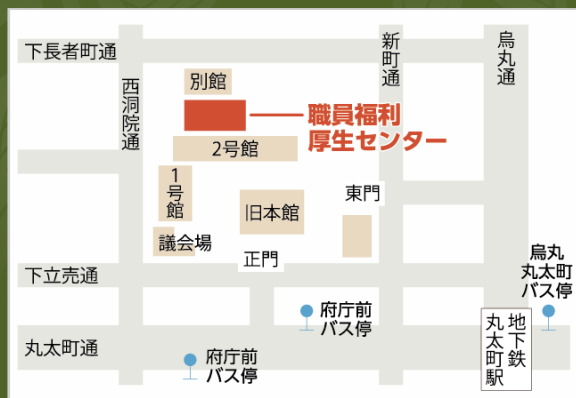 下長者町通
新町通
烏丸通
西洞院通
別館
職員福利
厚生センター
2号館
1号館
旧本館
東門
議会場
正門
下立売通
烏丸
丸太町
バス停
府庁前
バス停
地下鉄
丸太町駅
丸太町通
府庁前
バス停